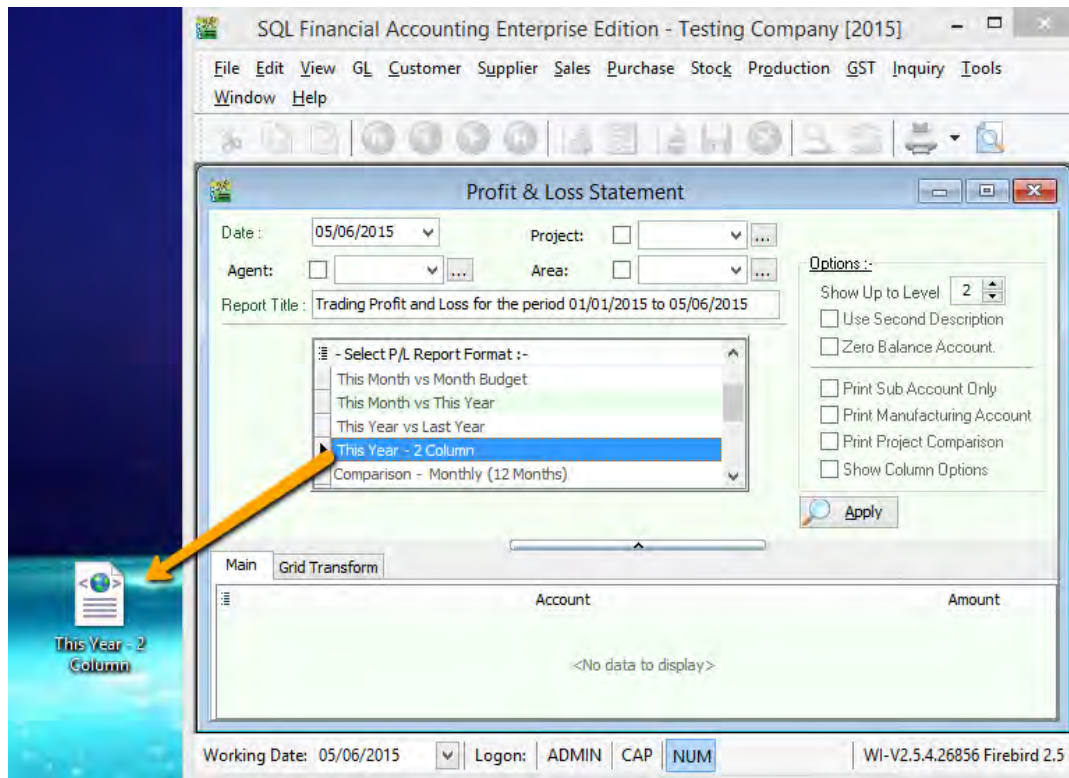 SQL Financial Accounting Enterprise Edition - Testing Company [2015]
File Edit View GL Customer Supplier Sales Purchase Stock Production GST Inquiry Tools
Window Help
Profit & Loss Statement
Date : 05/06/2015 Project: ...
Agent: ... Area: ...
Report Title : Trading Profit and Loss for the period 01/01/2015 to 05/06/2015
Options :-
Show Up to Level 2
Use Second Description
Zero Balance Account.
Print Sub Account Only
Print Manufacturing Account
Print Project Comparison
Show Column Options
Apply
- Select P/L Report Format :-
This Month vs Month Budget
This Month vs This Year
This Year vs Last Year
This Year - 2 Column
Comparison - Monthly (12 Months)
Main Grid Transform
Account Amount
<No data to display>
This Year - 2
Column
Working Date: 05/06/2015 Logon: ADMIN CAP NUM WI-V2.5.4.26856 Firebird 2.5